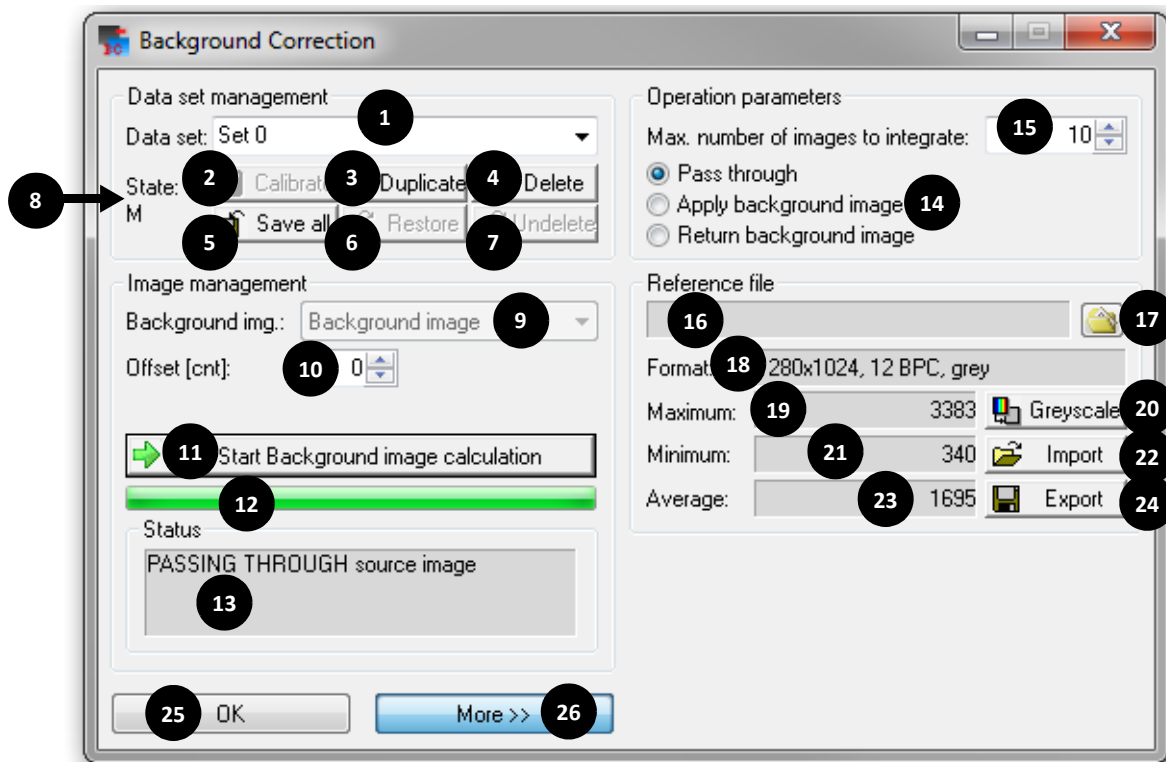 Background Correction
Data set management
1
Data set: Set 0
8
State:
M
2 Calibrat
3 Duplicate
4 Delete
5 Save all
6 Restore
7 Undelete
Image management
Background img.: Background image 9
Offset [cnt]: 10 0
11 Start Background image calculation
12
Status
PASSING THROUGH source image
13
25 OK
More >> 26
Operation parameters
Max. number of images to integrate: 15 10
Pass through
Apply background image 14
Return background image
Reference file
16 17
Format: 18 280x1024, 12 BPC, grey
Maximum: 19 3383 Greyscale 20
Minimum: 21 340 Import 22
Average: 23 1695 Export 24